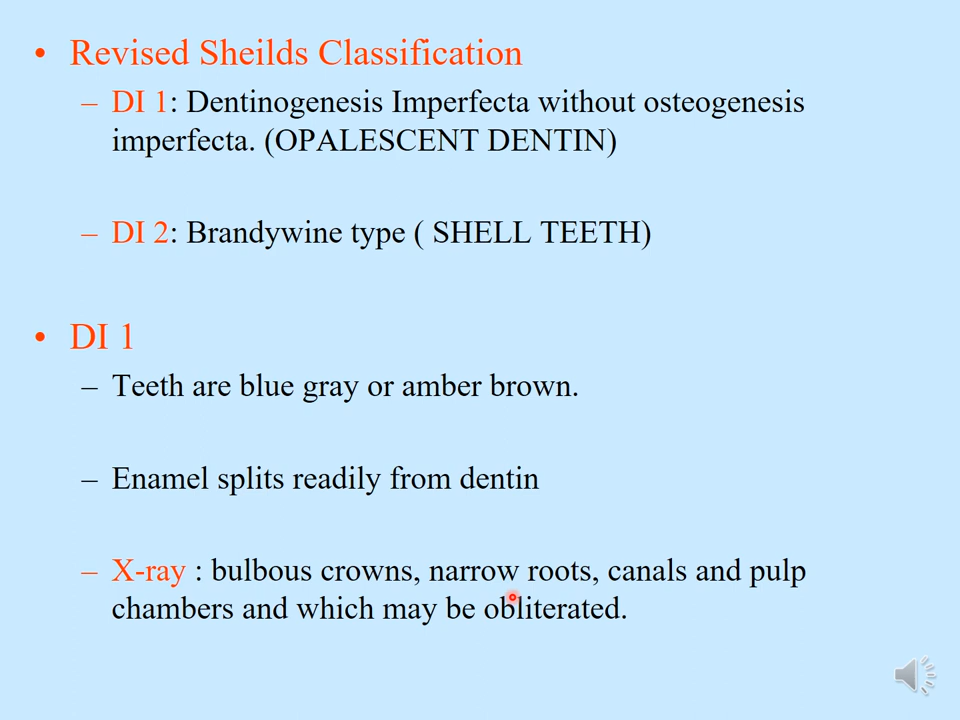 • Revised Sheilds Classification
– DI 1: Dentinogenesis Imperfecta without osteogenesis
imperfecta. (OPALESCENT DENTIN)
– DI 2: Brandywine type ( SHELL TEETH)
• DI 1
– Teeth are blue gray or amber brown.
– Enamel splits readily from dentin
– X-ray : bulbous crowns, narrow roots, canals and pulp
chambers and which may be obliterated.